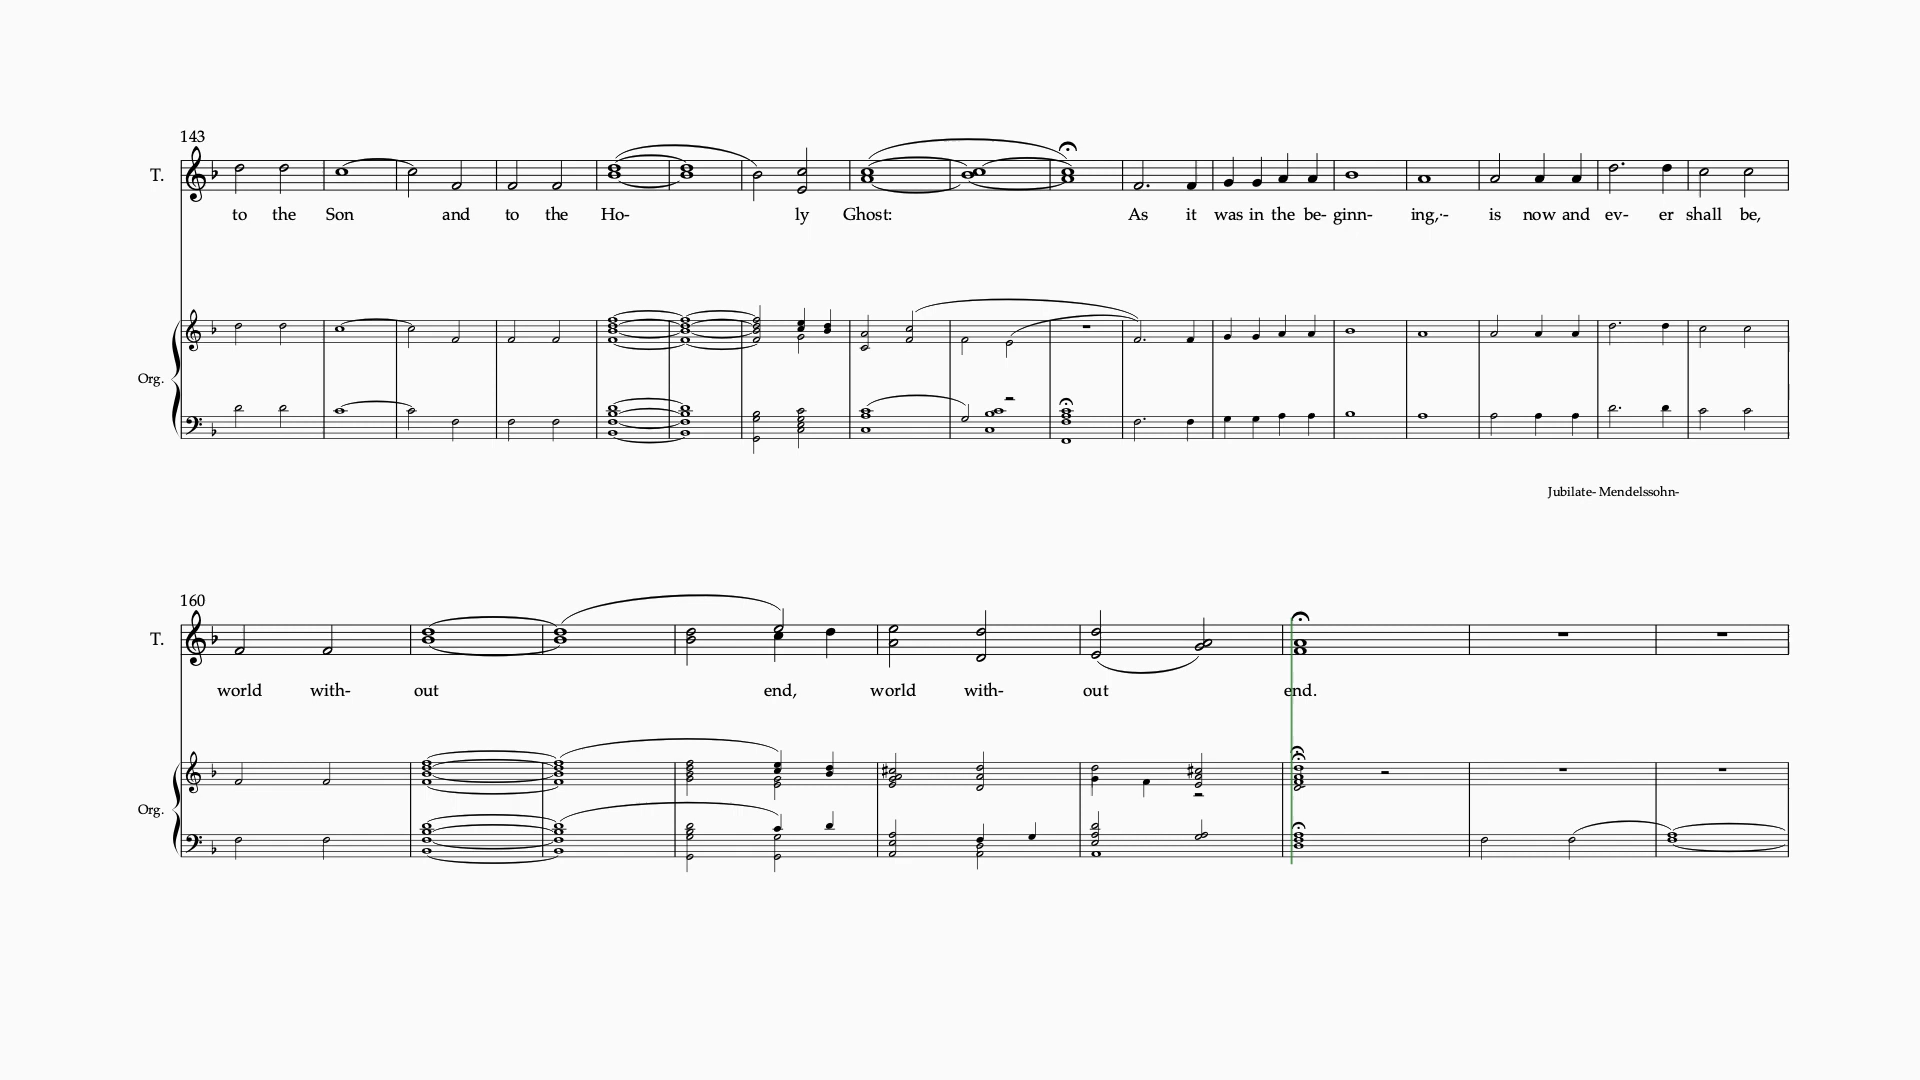 143
T.
to the Son and to the Ho- ly Ghost: As it was in the be- ginn- ing,·- is now and ev- er shall be,
Org.
Jubilate- Mendelssohn-
160
T.
world with- out end, world with- out end.
Org.